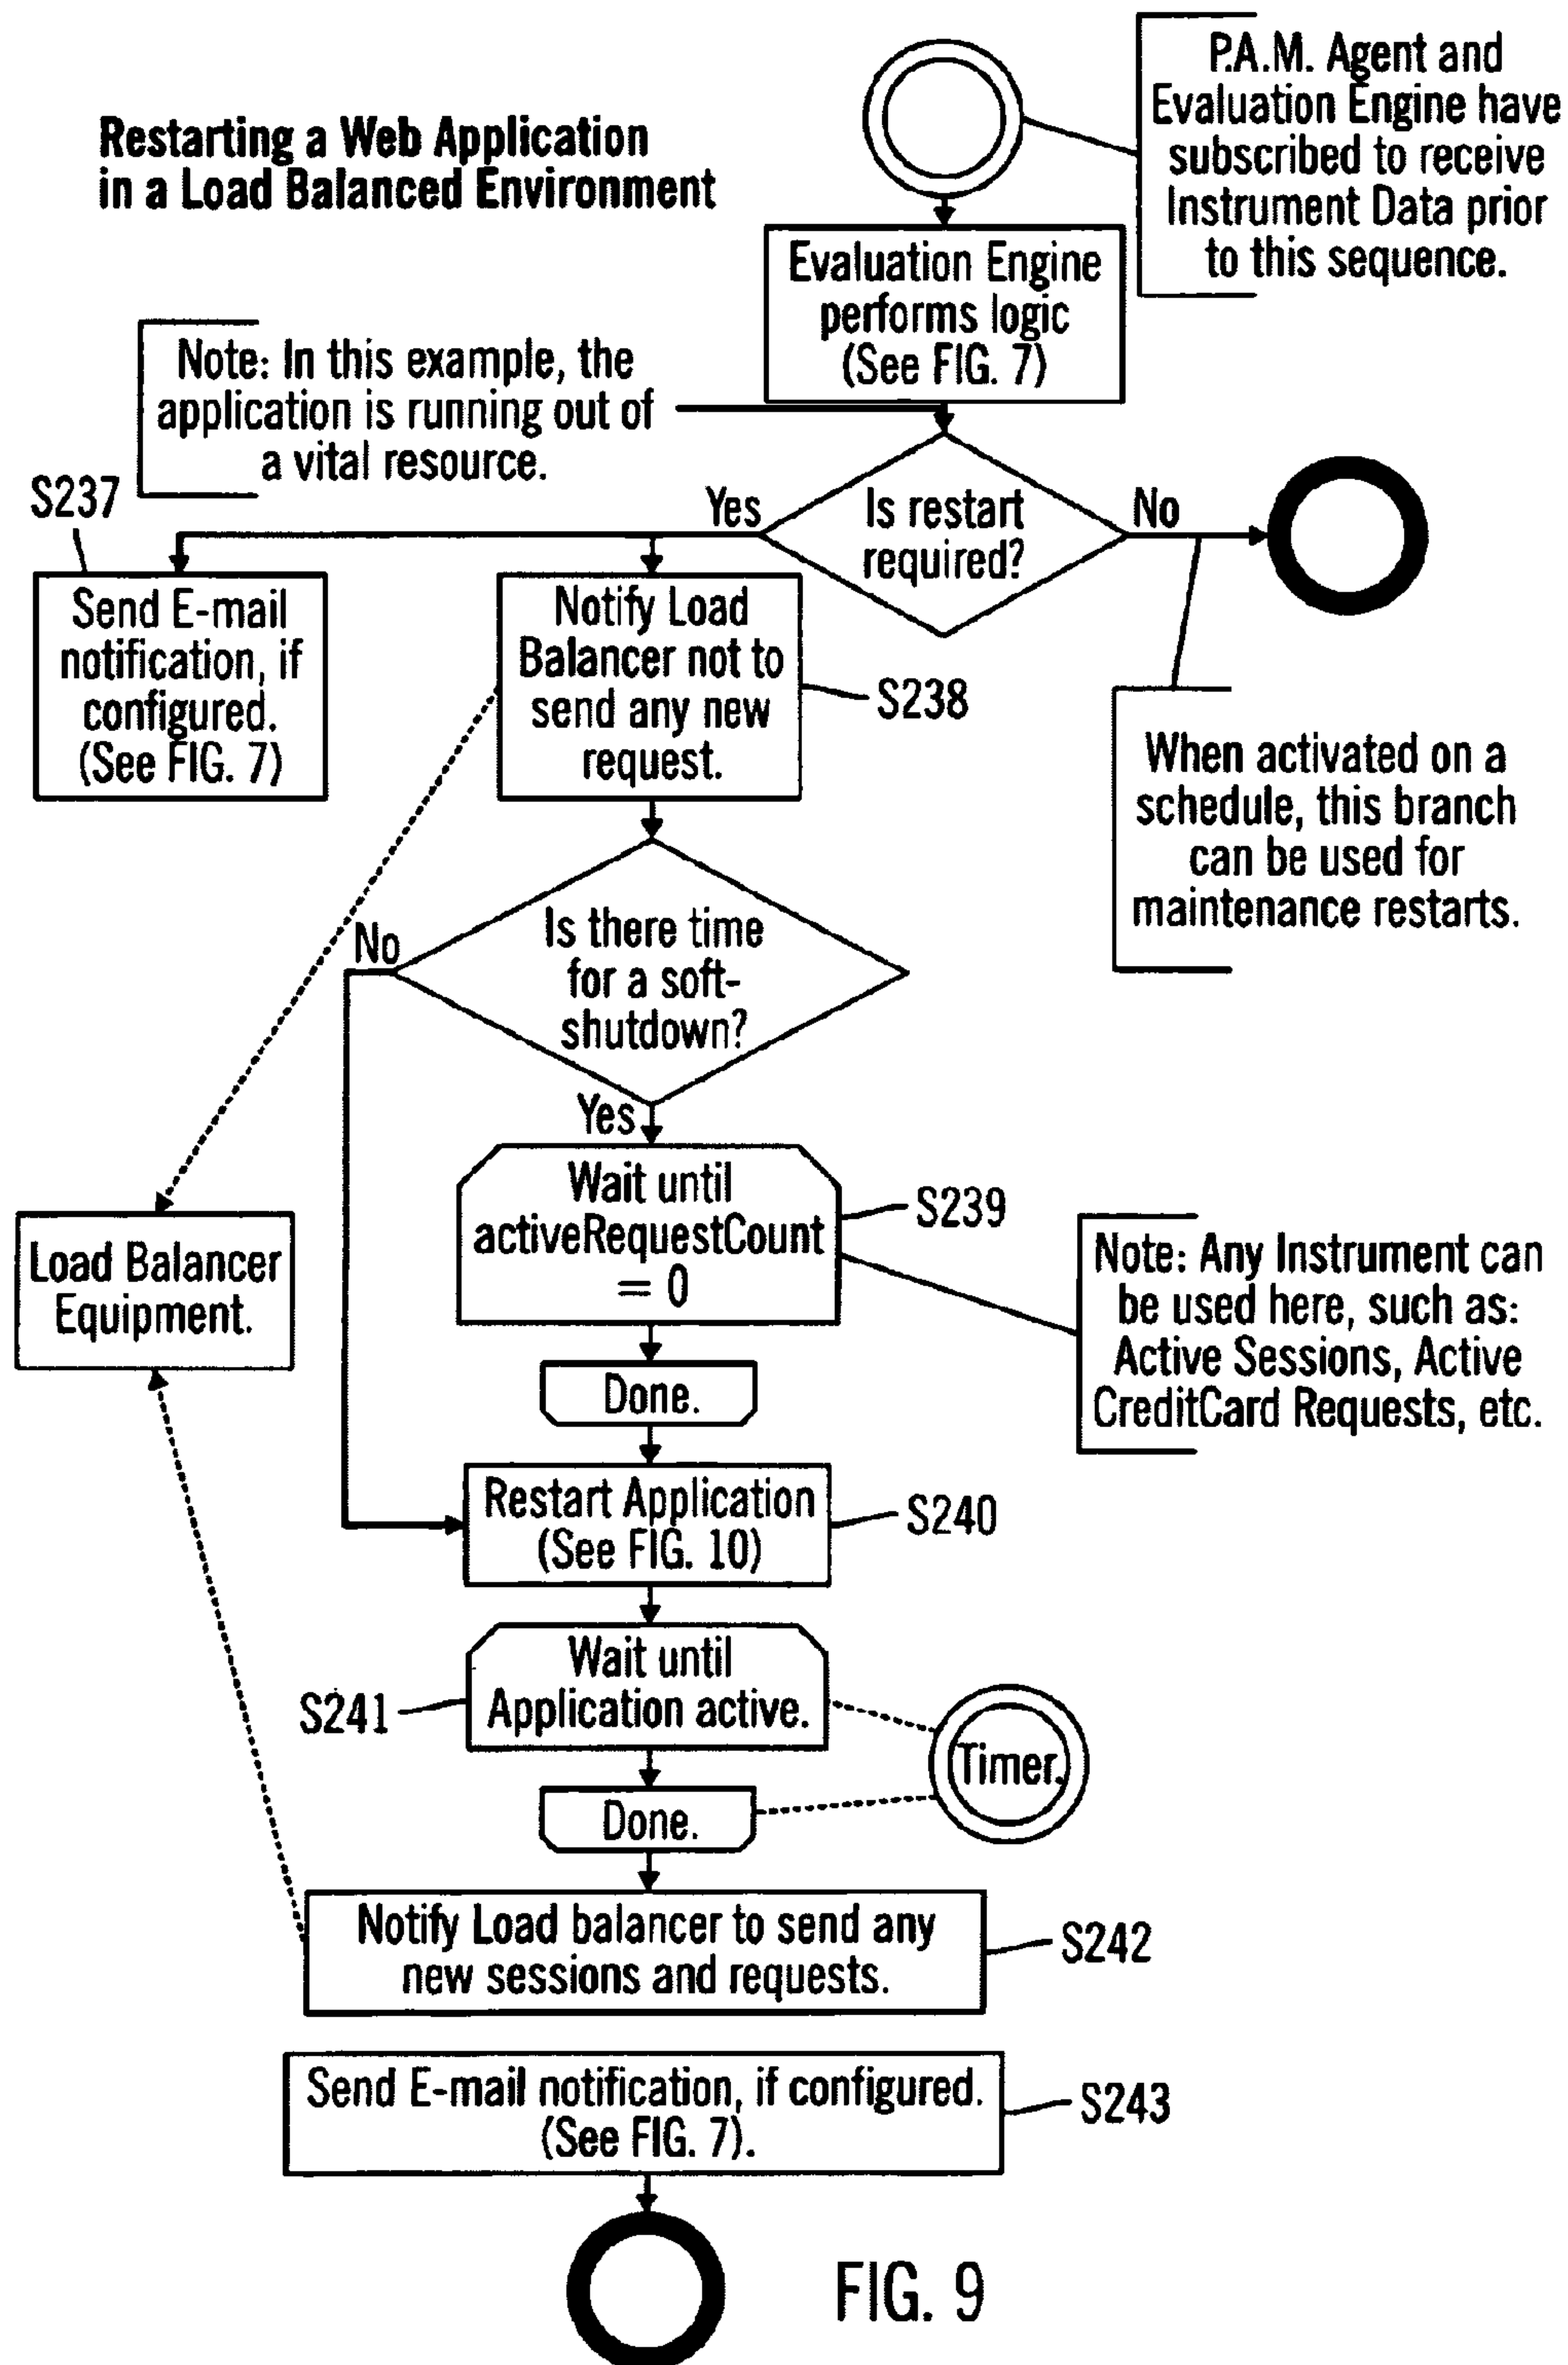 Restarting a Web Application
in a Load Balanced Environment
P.A.M. Agent and
Evaluation Engine have
subscribed to receive
Instrument Data prior
to this sequence.
Evaluation Engine
performs logic
(See FIG. 7)
Note: In this example, the
application is running out of
a vital resource.
Is restart
required?
Yes
No
S237
Send E-mail
notification, if
configured.
(See FIG. 7)
Notify Load
Balancer not to
send any new
request.
S238
When activated on a
schedule, this branch
can be used for
maintenance restarts.
Is there time
for a soft-
shutdown?
No
Yes
Wait until
activeRequestCount
= 0
S239
Note: Any Instrument can
be used here, such as:
Active Sessions, Active
CreditCard Requests, etc.
Load Balancer
Equipment.
Done.
Restart Application
(See FIG. 10)
S240
Wait until
Application active.
S241
Timer.
Done.
Notify Load balancer to send any
new sessions and requests.
S242
Send E-mail notification, if configured.
(See FIG. 7).
S243
FIG. 9